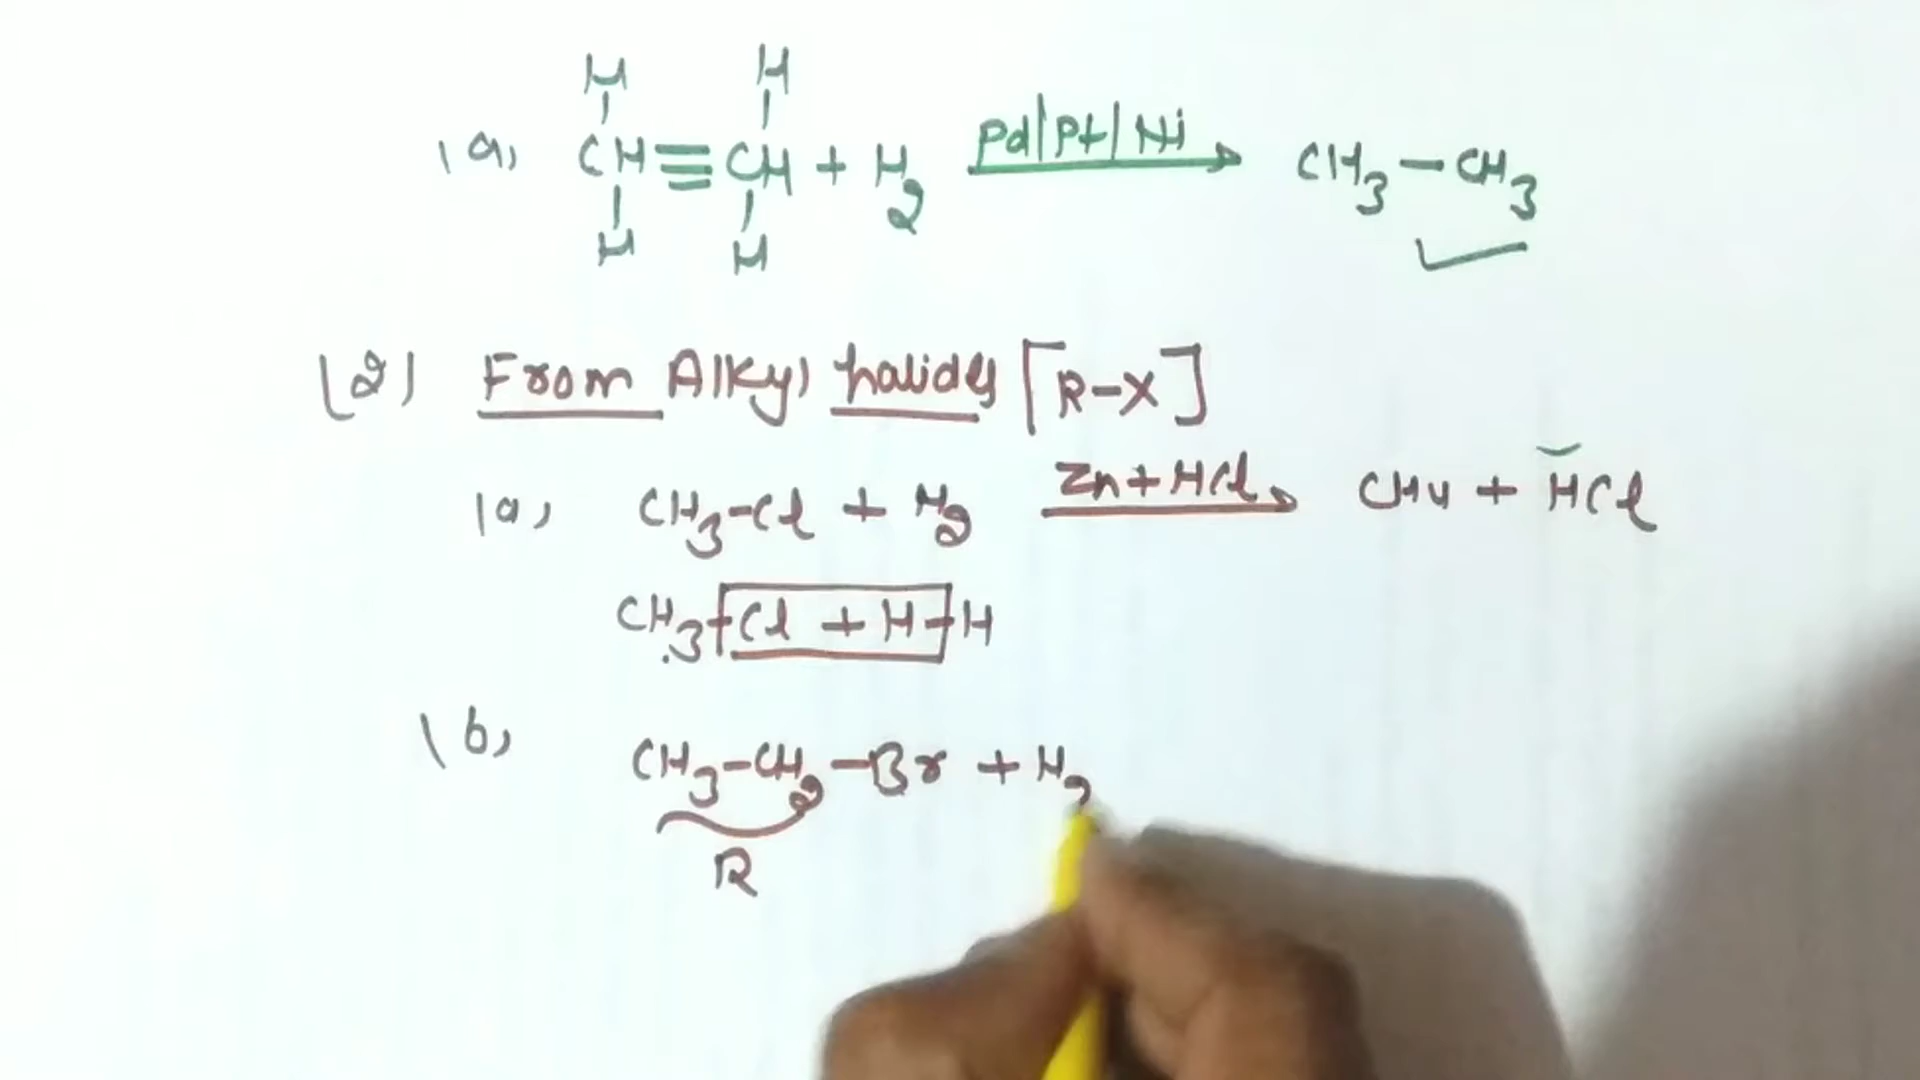 H H
(a) CH≡CH + H2 Pd|Pt|Ni → CH3-CH3
H H
(2) From Alkyl halides [R-X]
(a) CH3-Cl + H2 Zn+HCl → CH4 + HCl
CH3-Cl + H-H
(b) CH3-CH2-Br + H2
R